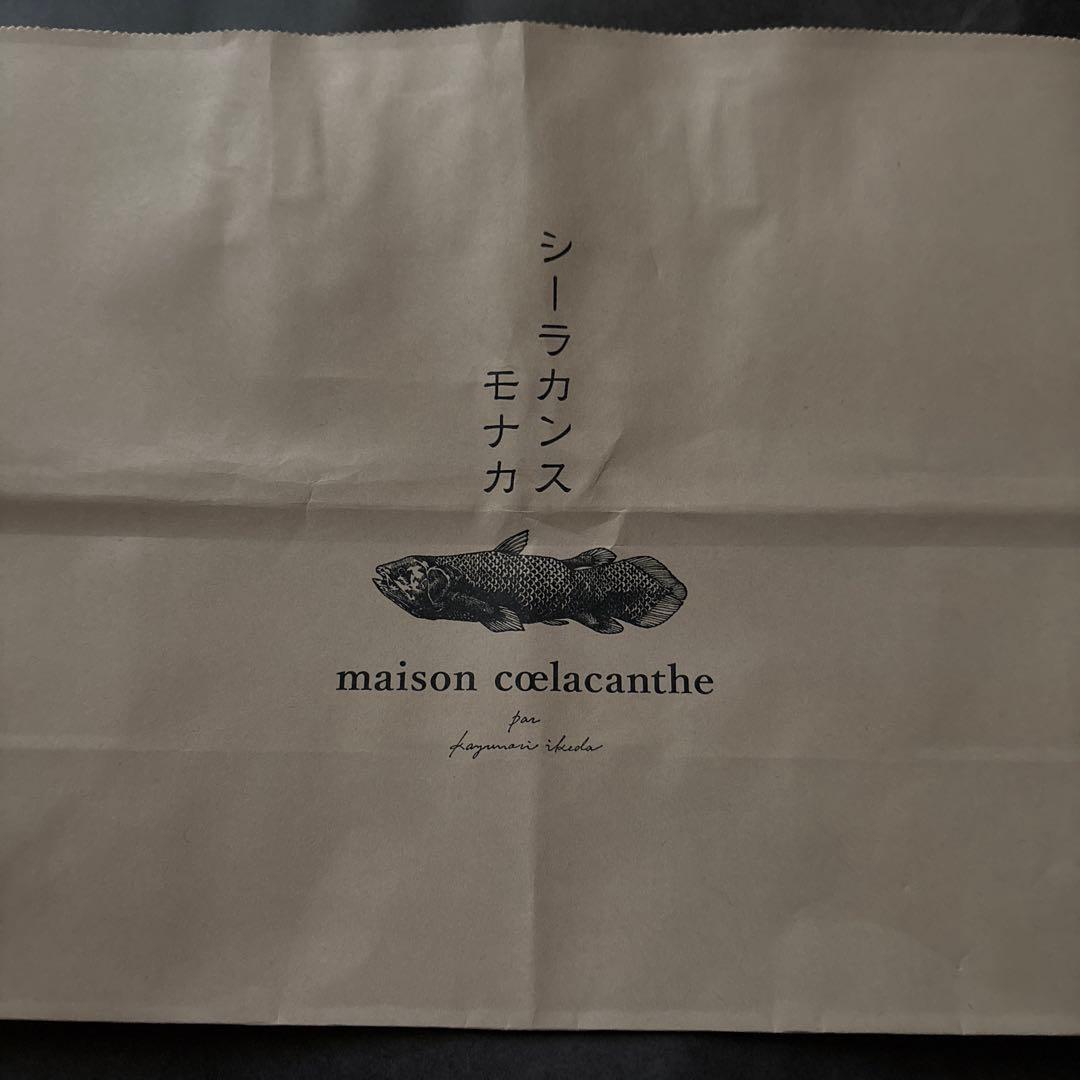 シーラカンス
モナカ
maison cœlacanthe
par
kazunari ikeda